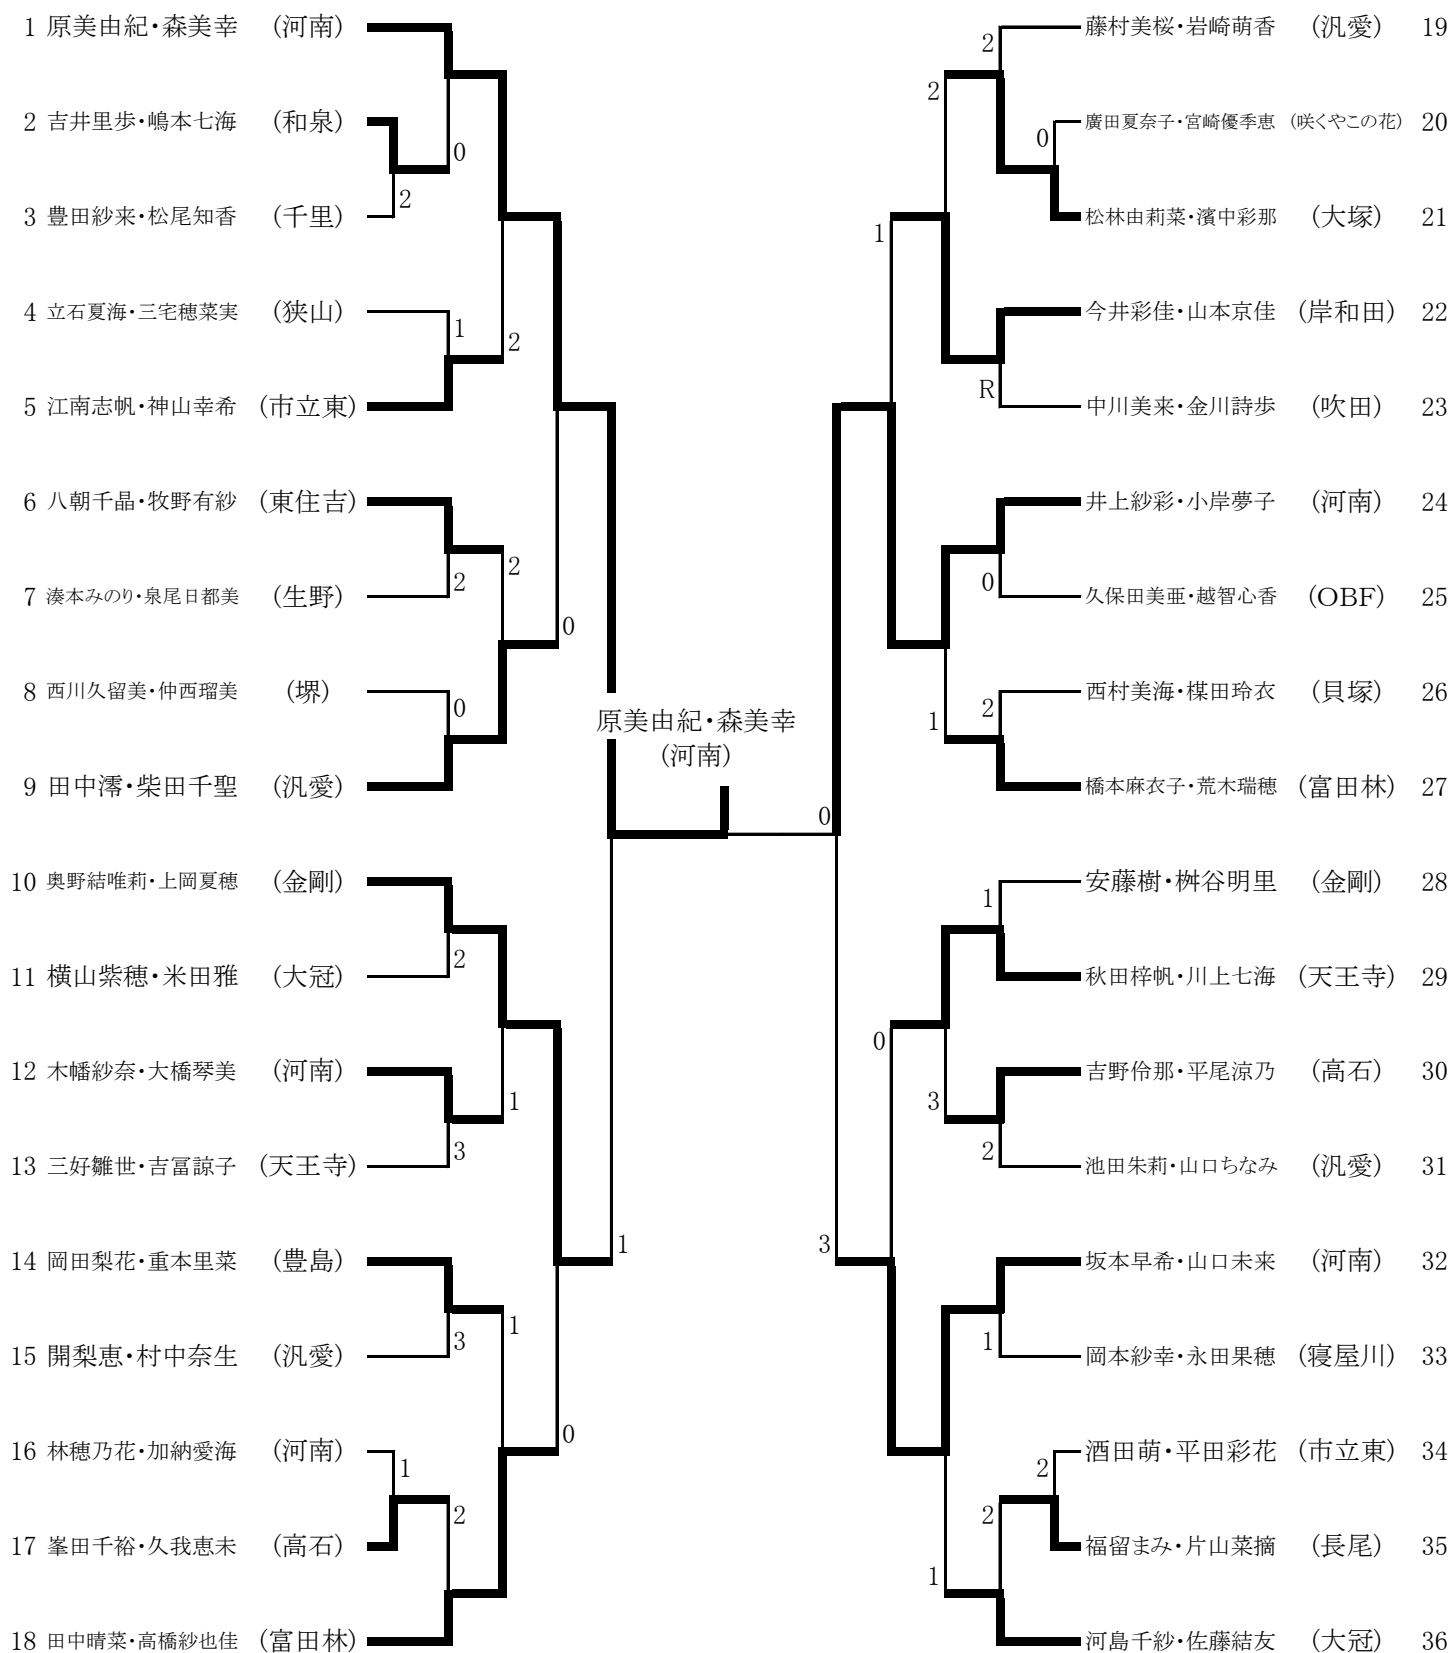 1 原美由紀・森美幸 （河南）
2 吉井里歩・嶋本七海 （和泉）
0
2
3 豊田紗来・松尾知香 （千里）
4 立石夏海・三宅穂菜実 （狭山）
1
2
5 江南志帆・神山幸希 （市立東）
6 八朝千晶・牧野有紗 （東住吉）
2
2
7 湊本みのり・泉尾日都美 （生野）
0
8 西川久留美・仲西瑠美 （堺）
0
9 田中澪・柴田千聖 （汎愛）
10 奥野結唯莉・上岡夏穂 （金剛）
2
11 横山紫穂・米田雅 （大冠）
12 木幡紗奈・大橋琴美 （河南）
1
3
13 三好雛世・吉冨諒子 （天王寺）
1
14 岡田梨花・重本里菜 （豊島）
1
3
15 開梨恵・村中奈生 （汎愛）
0
16 林穂乃花・加納愛海 （河南）
1
2
17 峯田千裕・久我恵未 （高石）
18 田中晴菜・高橋紗也佳 （富田林）
原美由紀・森美幸
（河南）
0
藤村美桜・岩崎萌香 （汎愛） 19
2
2
廣田夏奈子・宮崎優季恵 （咲くやこの花） 20
0
松林由莉菜・濱中彩那 （大塚） 21
1
今井彩佳・山本京佳 （岸和田） 22
R
中川美来・金川詩歩 （吹田） 23
井上紗彩・小岸夢子 （河南） 24
0
久保田美亜・越智心香 （OBF） 25
西村美海・楳田玲衣 （貝塚） 26
2
1
橋本麻衣子・荒木瑞穂 （富田林） 27
安藤樹・桝谷明里 （金剛） 28
1
秋田梓帆・川上七海 （天王寺） 29
0
吉野伶那・平尾涼乃 （高石） 30
3
2
池田朱莉・山口ちなみ （汎愛） 31
3
坂本早希・山口未来 （河南） 32
1
岡本紗幸・永田果穂 （寝屋川） 33
酒田萌・平田彩花 （市立東） 34
2
2
福留まみ・片山菜摘 （長尾） 35
1
河島千紗・佐藤結友 （大冠） 36